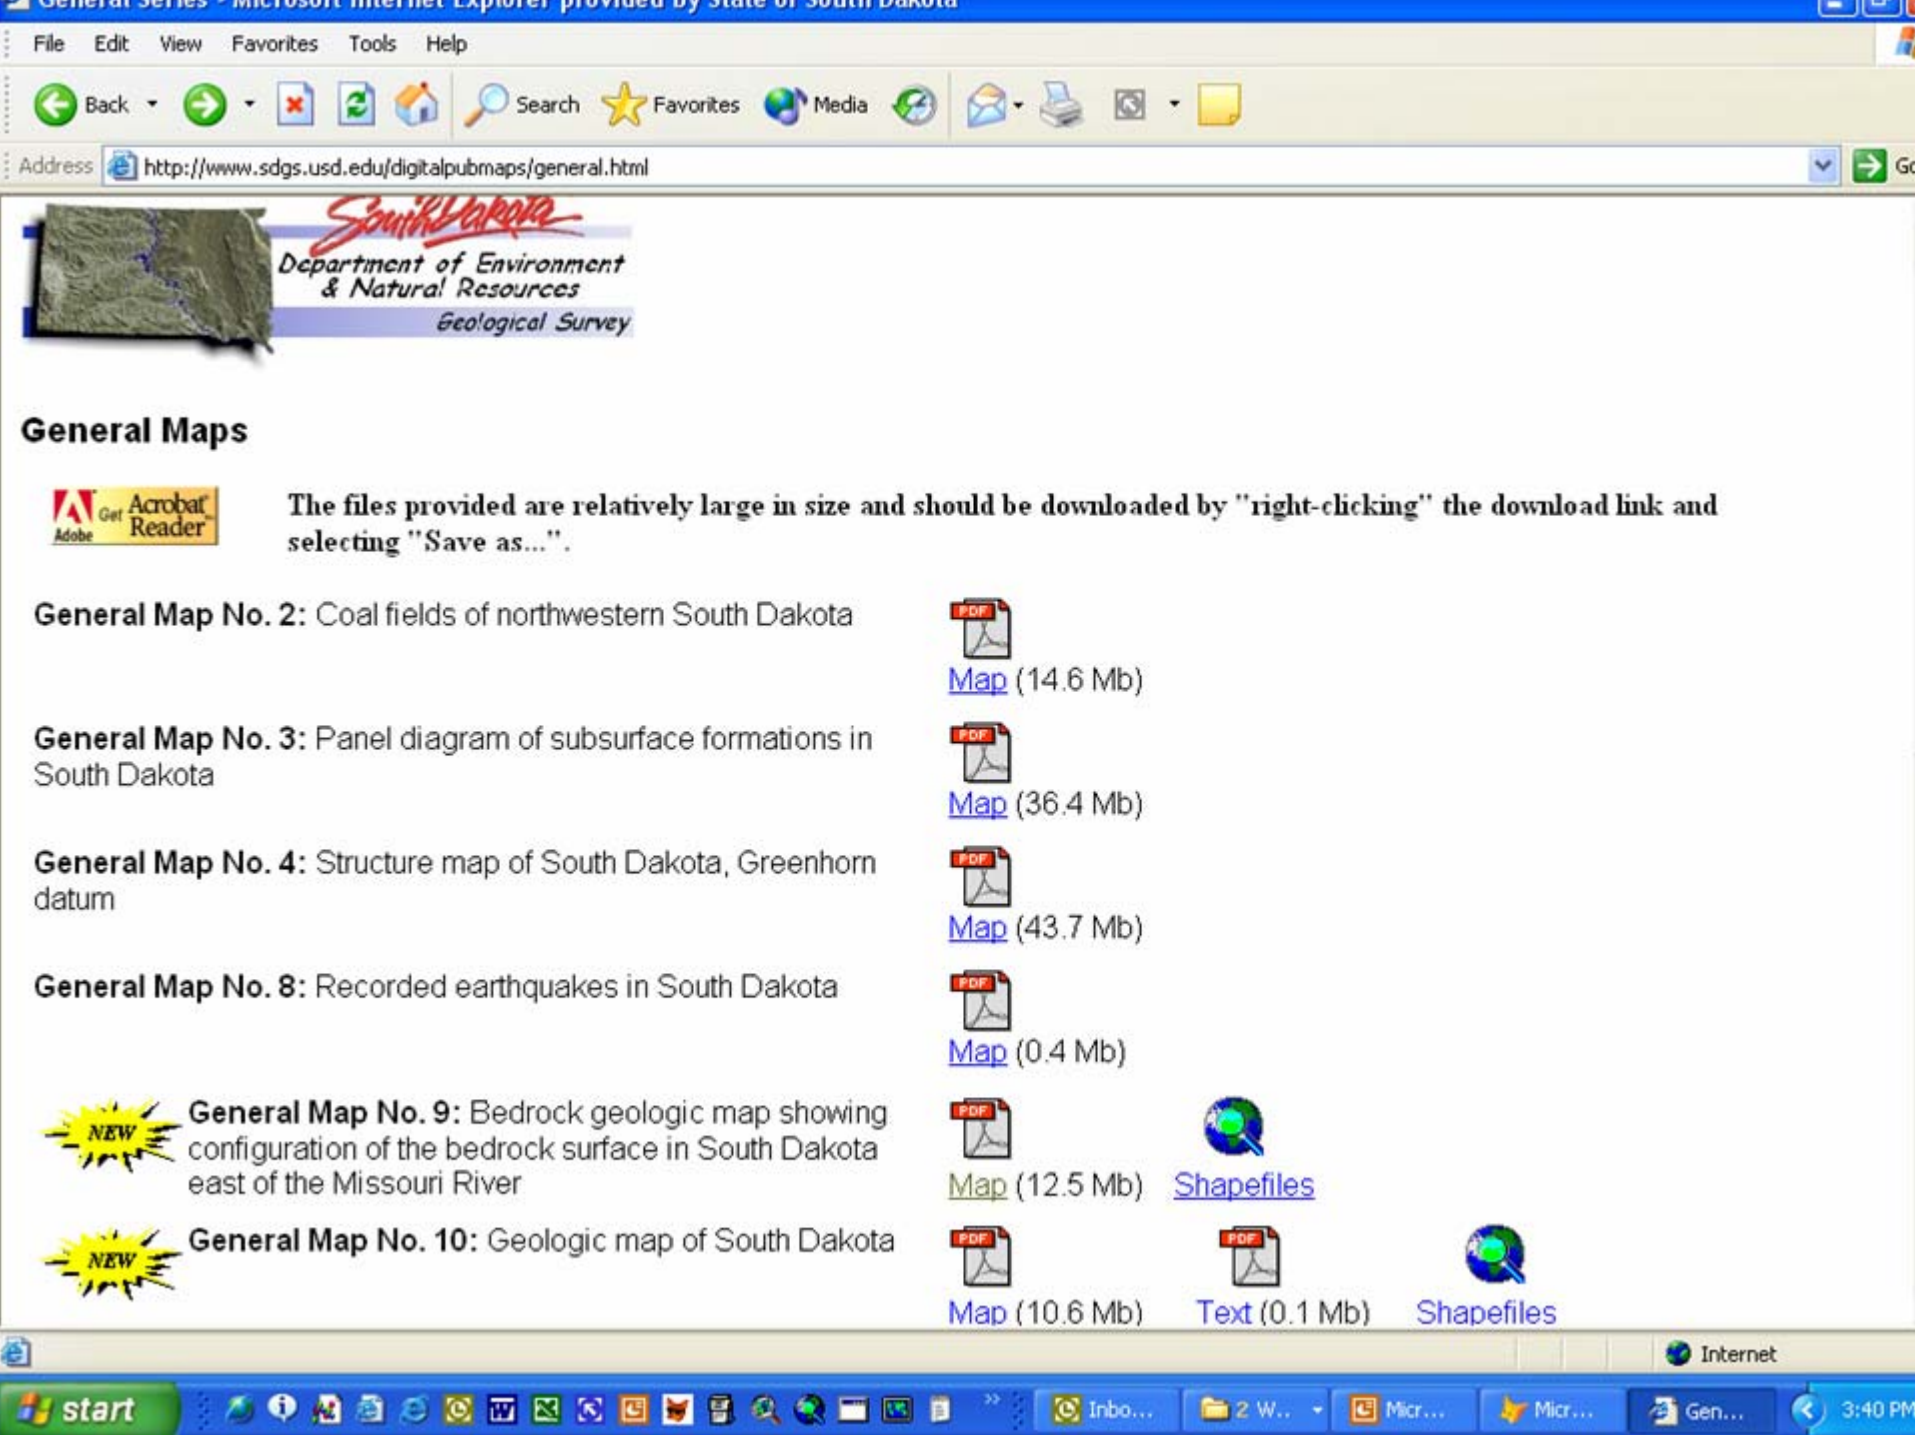 General Series - Microsoft Internet Explorer provided by State of South Dakota
File Edit View Favorites Tools Help
Back Search Favorites Media
Address http://www.sdgs.usd.edu/digitalpubmaps/general.html Go
South Dakota
Department of Environment
& Natural Resources
Geological Survey
General Maps
Adobe Get Acrobat Reader
The files provided are relatively large in size and should be downloaded by "right-clicking" the download link and
selecting "Save as...".
General Map No. 2: Coal fields of northwestern South Dakota
PDF
Map (14.6 Mb)
General Map No. 3: Panel diagram of subsurface formations in
South Dakota
PDF
Map (36.4 Mb)
General Map No. 4: Structure map of South Dakota, Greenhorn
datum
PDF
Map (43.7 Mb)
General Map No. 8: Recorded earthquakes in South Dakota
PDF
Map (0.4 Mb)
NEW
General Map No. 9: Bedrock geologic map showing
configuration of the bedrock surface in South Dakota
east of the Missouri River
PDF
Map (12.5 Mb) Shapefiles
NEW
General Map No. 10: Geologic map of South Dakota
PDF PDF
Map (10.6 Mb) Text (0.1 Mb) Shapefiles
Internet
start Inbo... 2 W... Micr... Micr... Gen... 3:40 PM